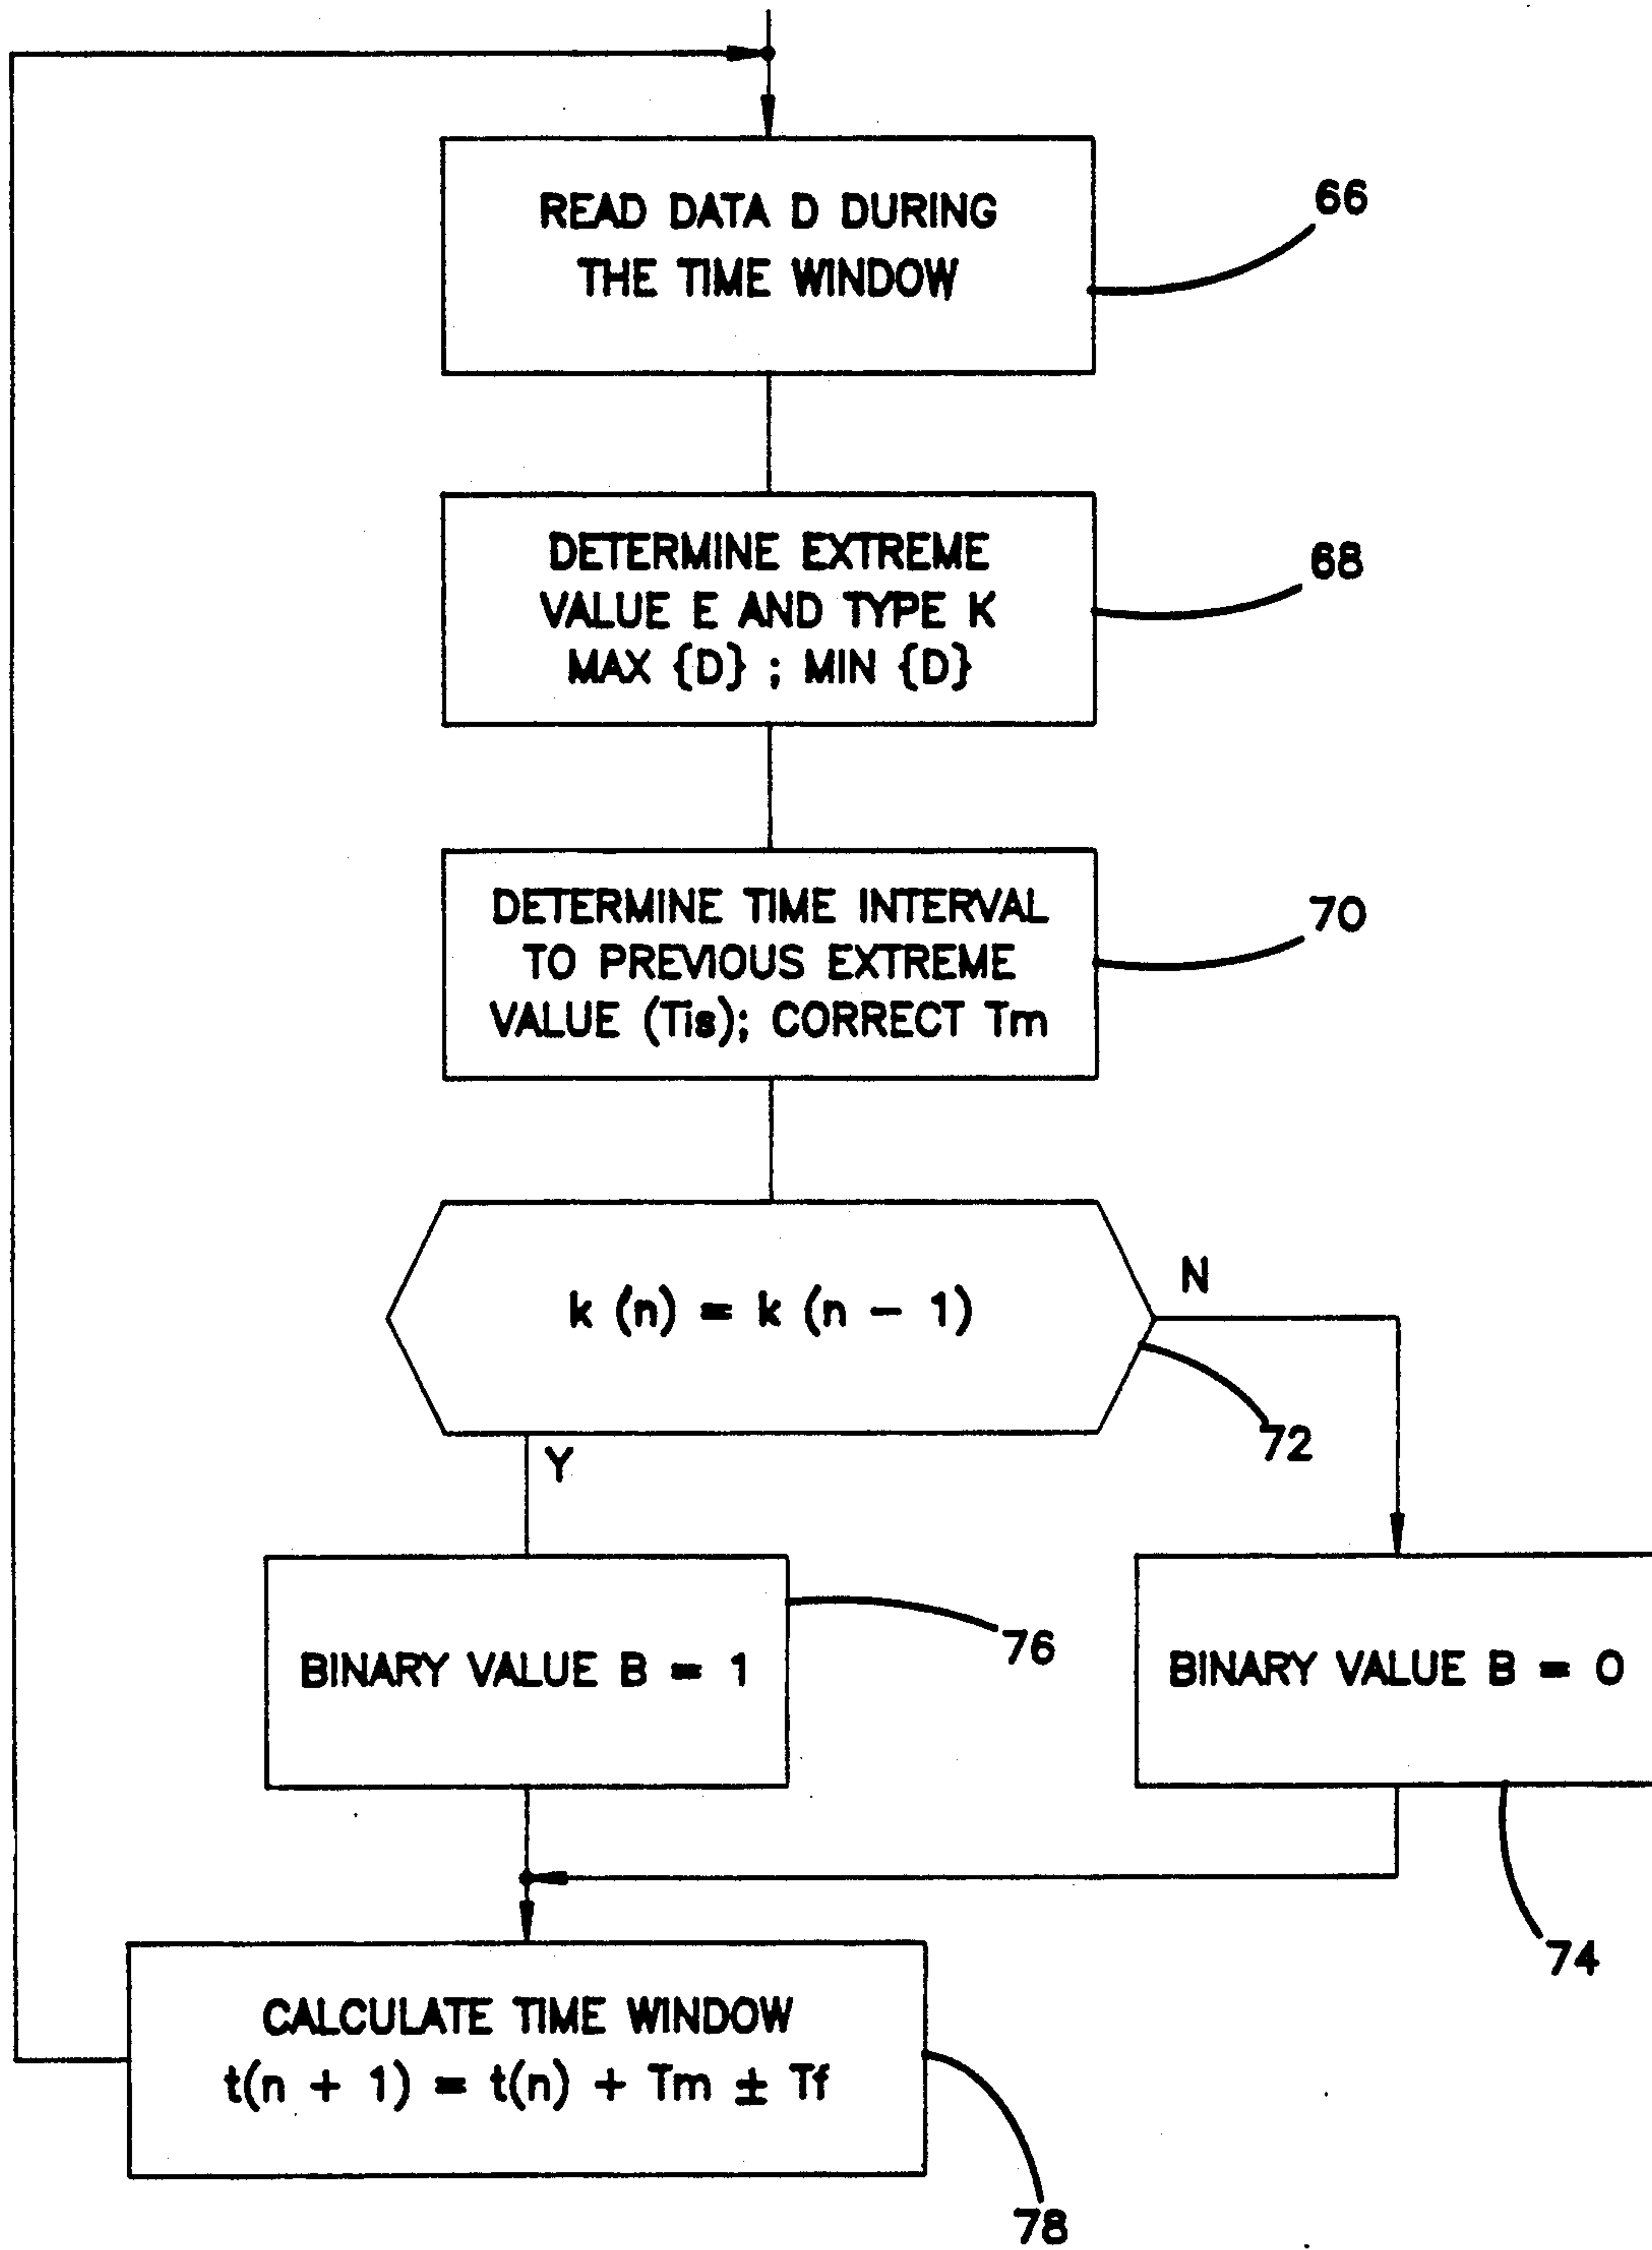 READ DATA D DURING
THE TIME WINDOW
66
DETERMINE EXTREME
VALUE E AND TYPE K
MAX {D} ; MIN {D}
68
DETERMINE TIME INTERVAL
TO PREVIOUS EXTREME
VALUE (Tis); CORRECT Tm
70
k (n) = k (n − 1)
N
72
Y
BINARY VALUE B = 1
76
BINARY VALUE B = 0
74
CALCULATE TIME WINDOW
t(n + 1) = t(n) + Tm ± Tf
78